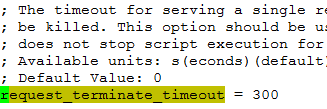 ; The timeout for serving a single re
; be killed. This option should be us
; does not stop script execution for
; Available units: s(econds)(default)
; Default Value: 0
request_terminate_timeout = 300